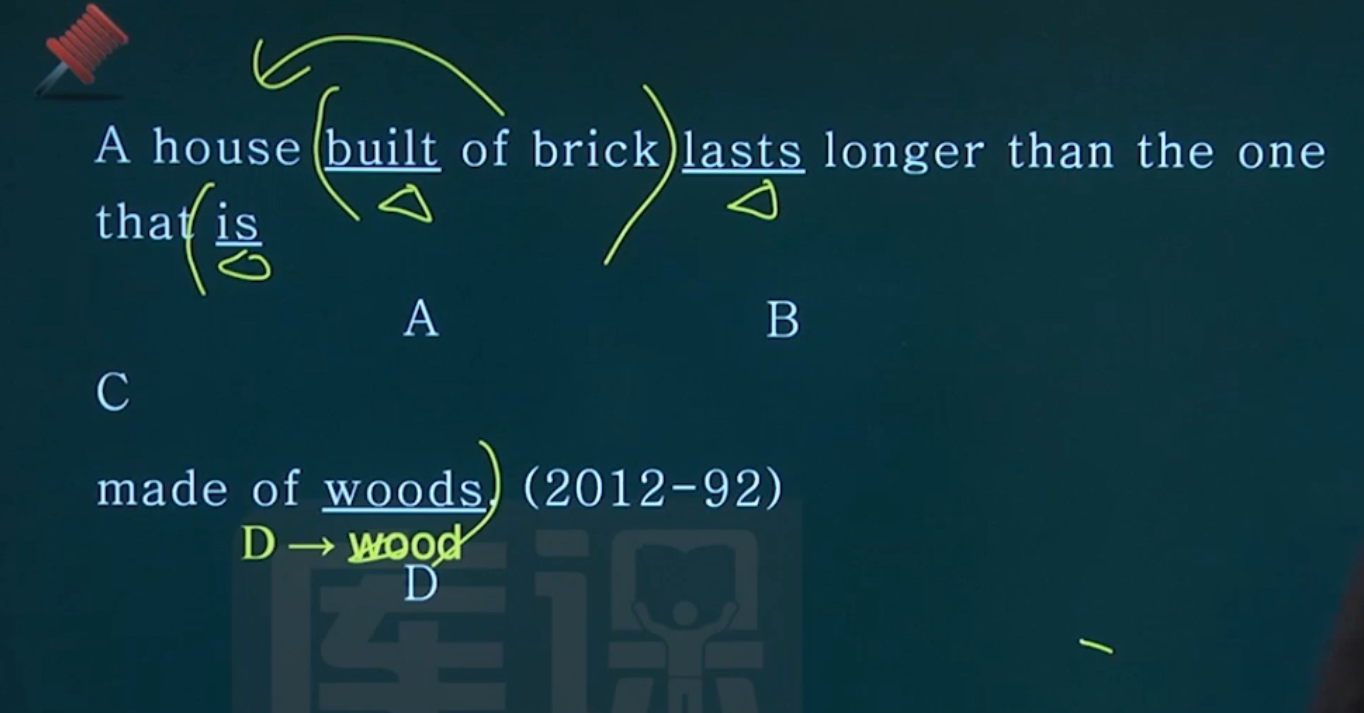 A house built of brick lasts longer than the one
that is
A B
C
made of woods. (2012-92)
D → wood
D
库课